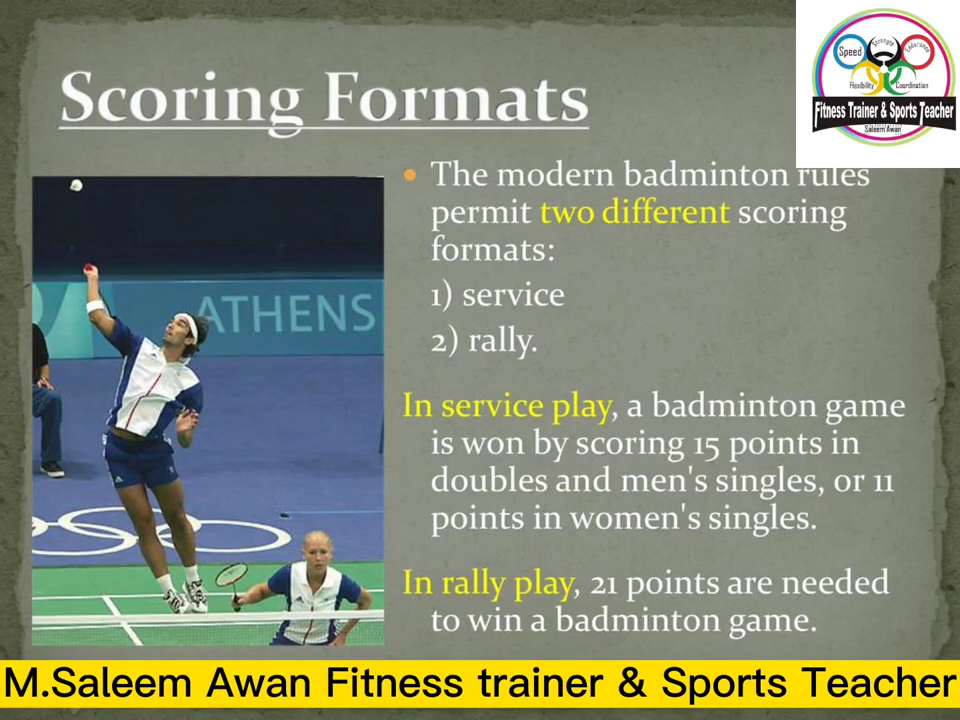 Scoring Formats
Speed
Strength
Endurance
Flexibility
Coordination
Fitness Trainer & Sports Teacher
Saleem Awan
• The modern badminton rules
permit two different scoring
formats:
1) service
2) rally.
ATHENS
In service play, a badminton game
is won by scoring 15 points in
doubles and men's singles, or 11
points in women's singles.
In rally play, 21 points are needed
to win a badminton game.
M.Saleem Awan Fitness trainer & Sports Teacher